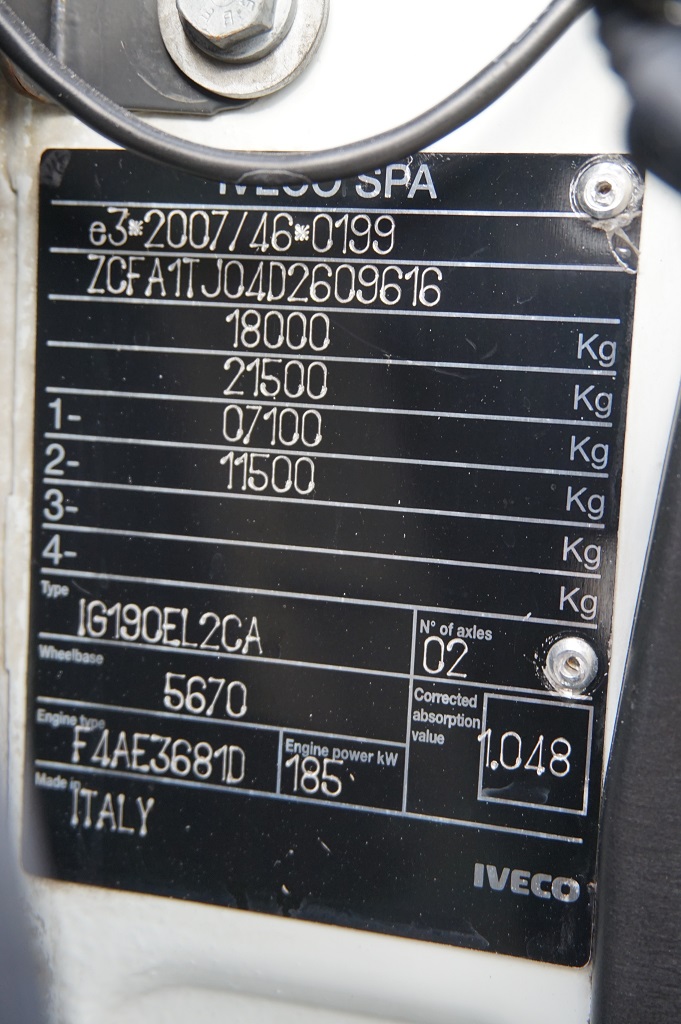 IVECO SPA
e3*2007/46*0199
ZCFA1TJ04D2609616
18000 Kg
21500 Kg
1- 07100 Kg
2- 11500 Kg
3- Kg
4- Kg
Type
IG190EL2CA
N° of axles
02
Wheelbase
5670
Corrected
absorption
value
1.048
Engine type
F4AE3681D
Engine power kW
185
Made in
ITALY
IVECO